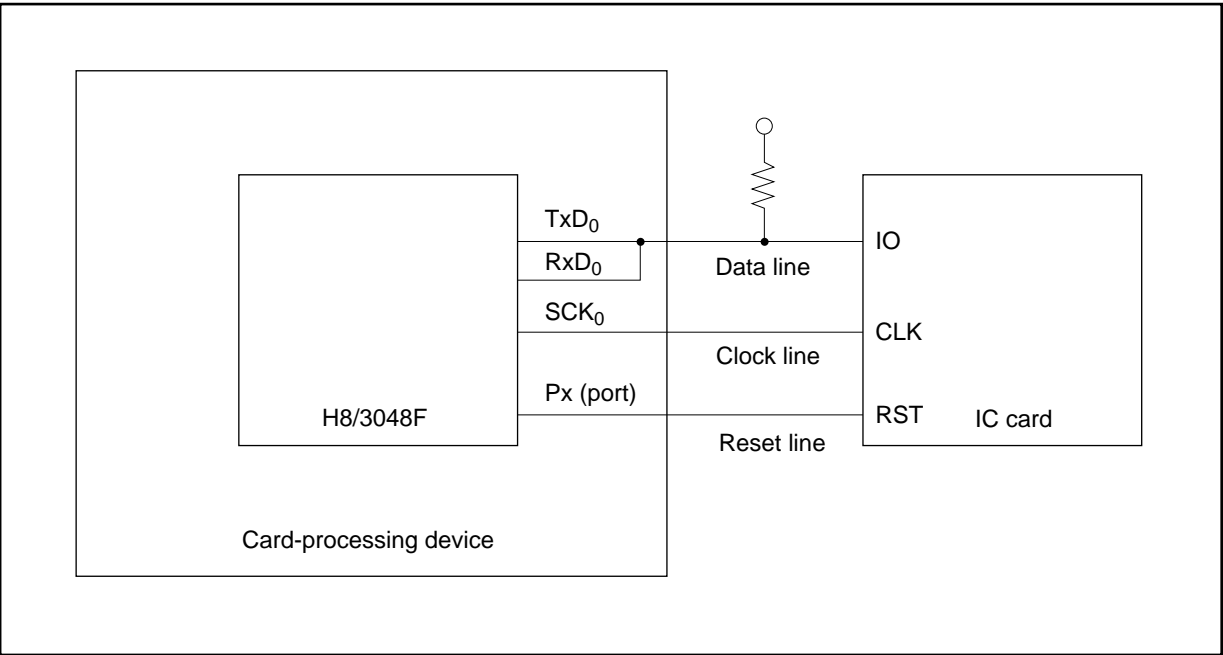 TxD₀
RxD₀
IO
Data line
SCK₀
CLK
Clock line
Px (port)
RST
H8/3048F
IC card
Reset line
Card-processing device